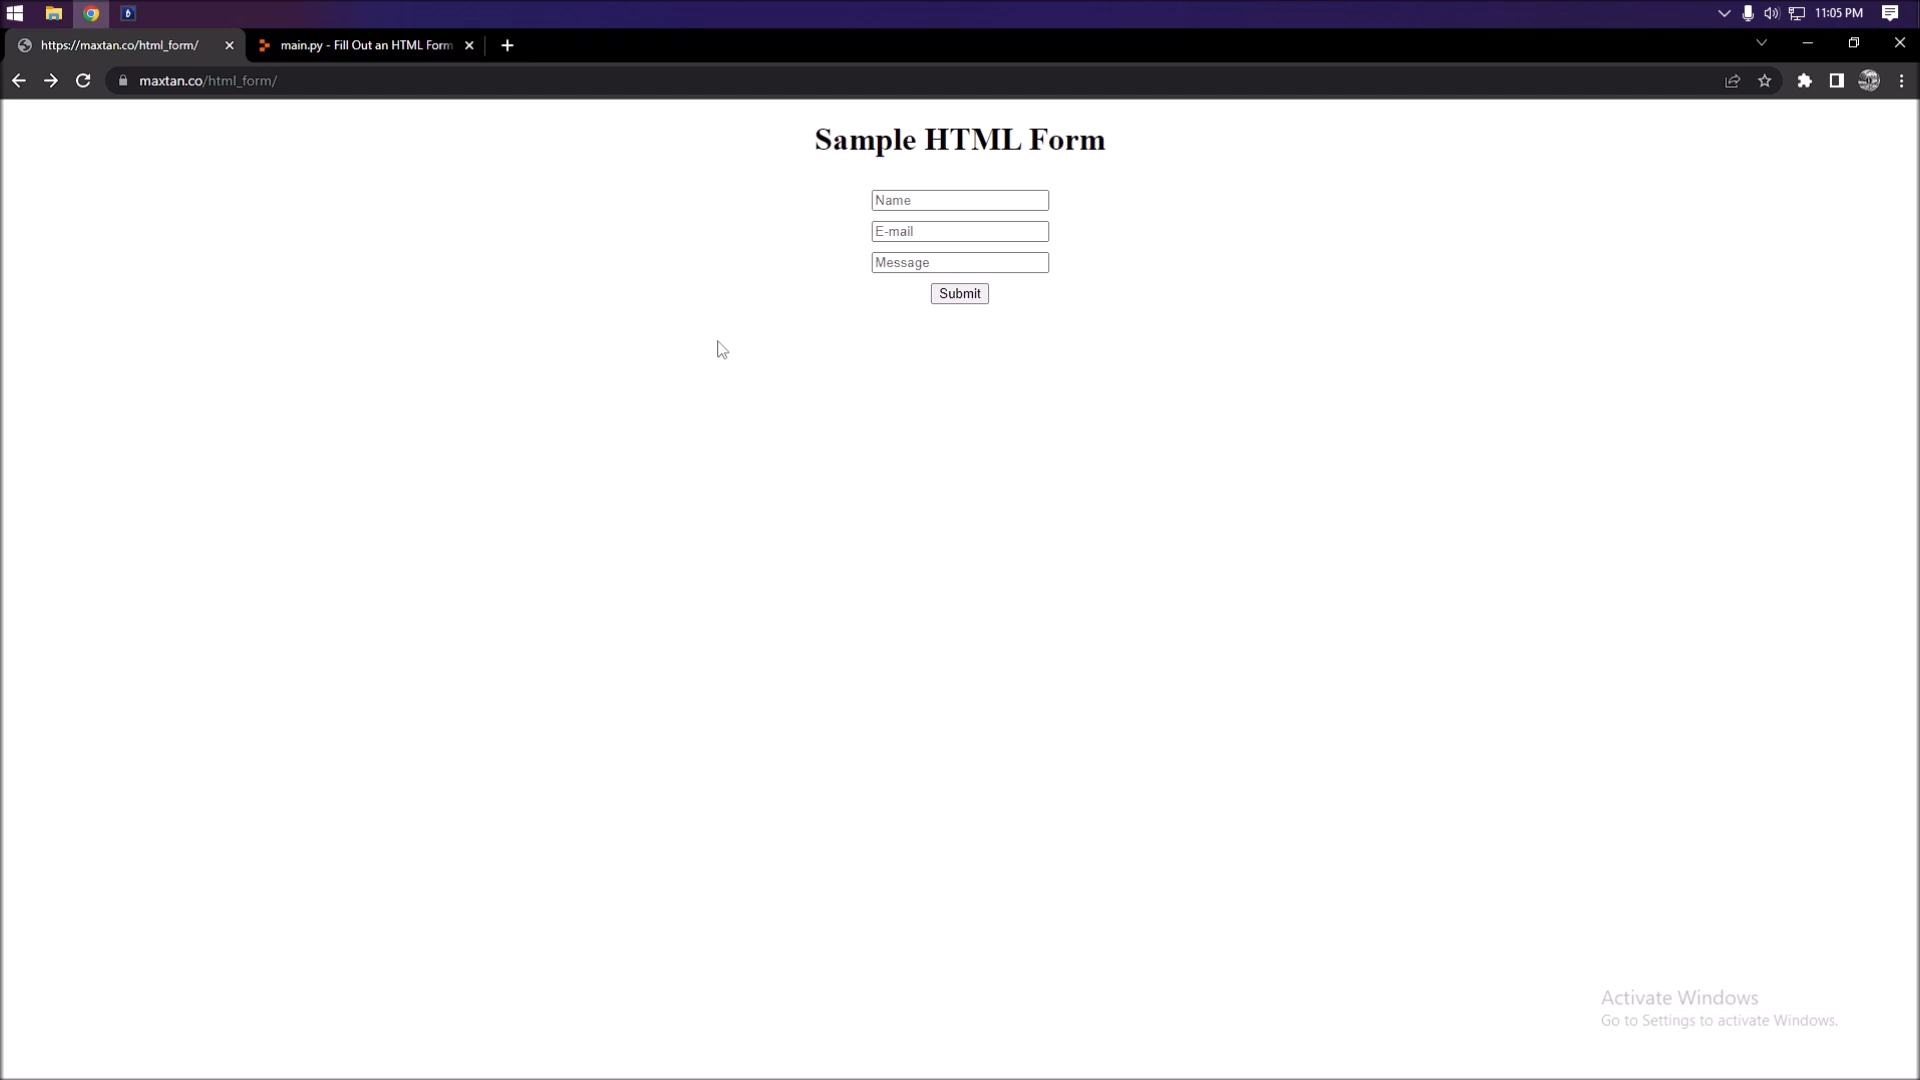 11:05 PM
https://maxtan.co/html_form/
main.py - Fill Out an HTML Form
maxtan.co/html_form/
Sample HTML Form
Name
E-mail
Message
Submit
Activate Windows
Go to Settings to activate Windows.